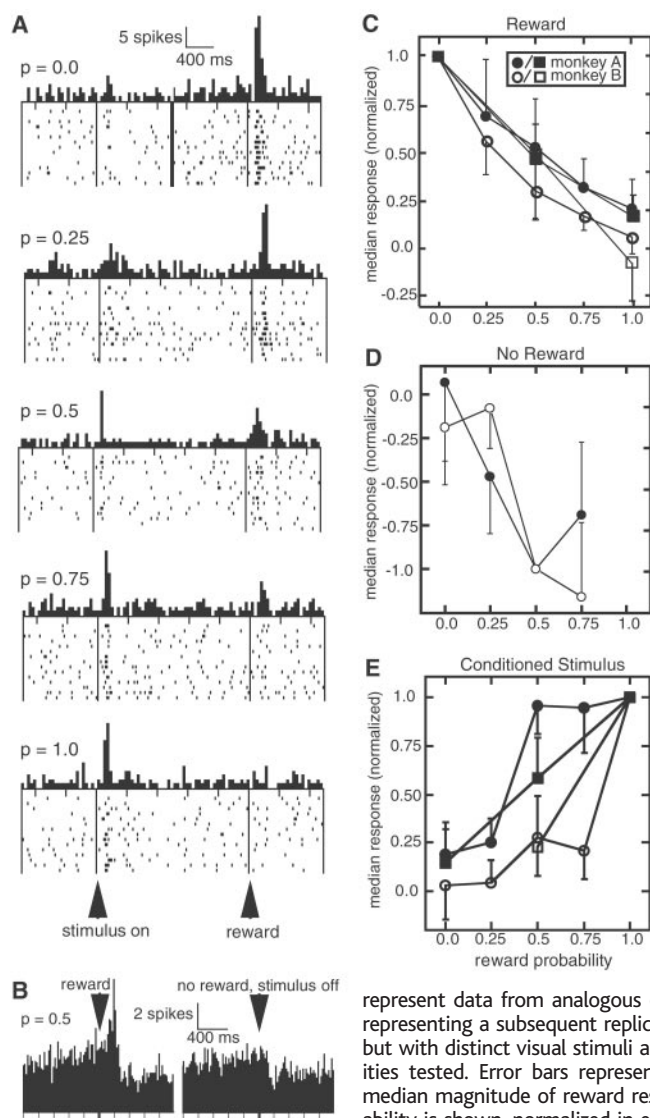 A
5 spikes
400 ms
p = 0.0
p = 0.25
p = 0.5
p = 0.75
p = 1.0
stimulus on
reward
B
reward
no reward, stimulus off
p = 0.5
2 spikes
400 ms
C
Reward
●/■ monkey A
○/□ monkey B
median response (normalized)
1.0
0.75
0.50
0.25
0.0
-0.25
0.0 0.25 0.5 0.75 1.0
D
No Reward
median response (normalized)
0.0
-0.25
-0.50
-0.75
-1.0
0.0 0.25 0.5 0.75 1.0
E
Conditioned Stimulus
median response (normalized)
1.0
0.75
0.50
0.25
0.0
0.0 0.25 0.5 0.75 1.0
reward probability
represent data from analogous
representing a subsequent replic
but with distinct visual stimuli a
ities tested. Error bars represen
median magnitude of reward res
ability is shown, normalized in e